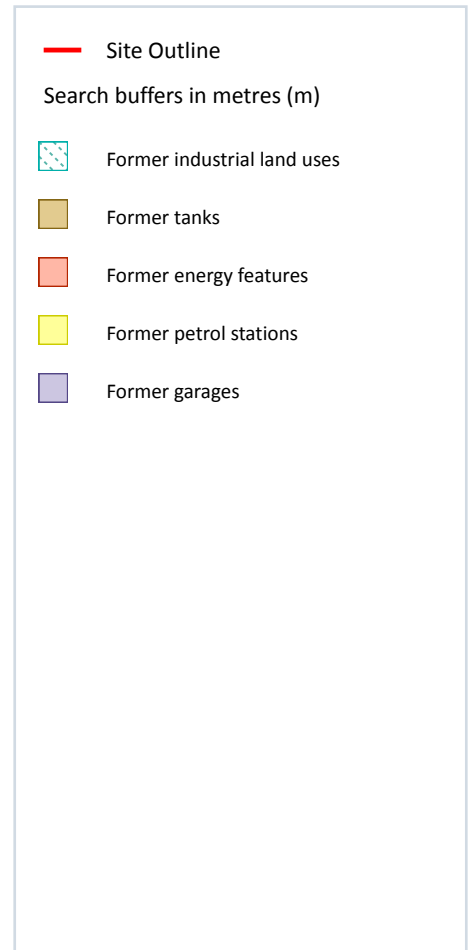 Site Outline
Search buffers in metres (m)
Former industrial land uses
Former tanks
Former energy features
Former petrol stations
Former garages